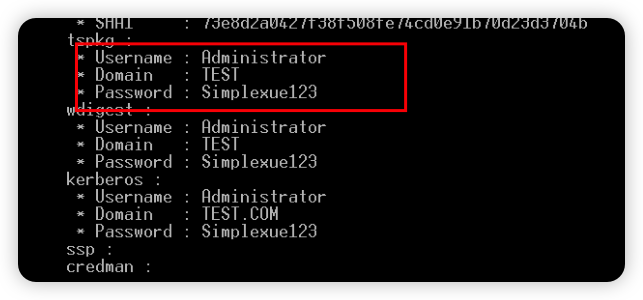 * SHA1     : 73e8d2a0427f38f508fe74cd0e91b70d23d3704b
tspkg :
* Username : Administrator
* Domain   : TEST
* Password : Simplexue123
wdigest :
* Username : Administrator
* Domain   : TEST
* Password : Simplexue123
kerberos :
* Username : Administrator
* Domain   : TEST.COM
* Password : Simplexue123
ssp :
credman :